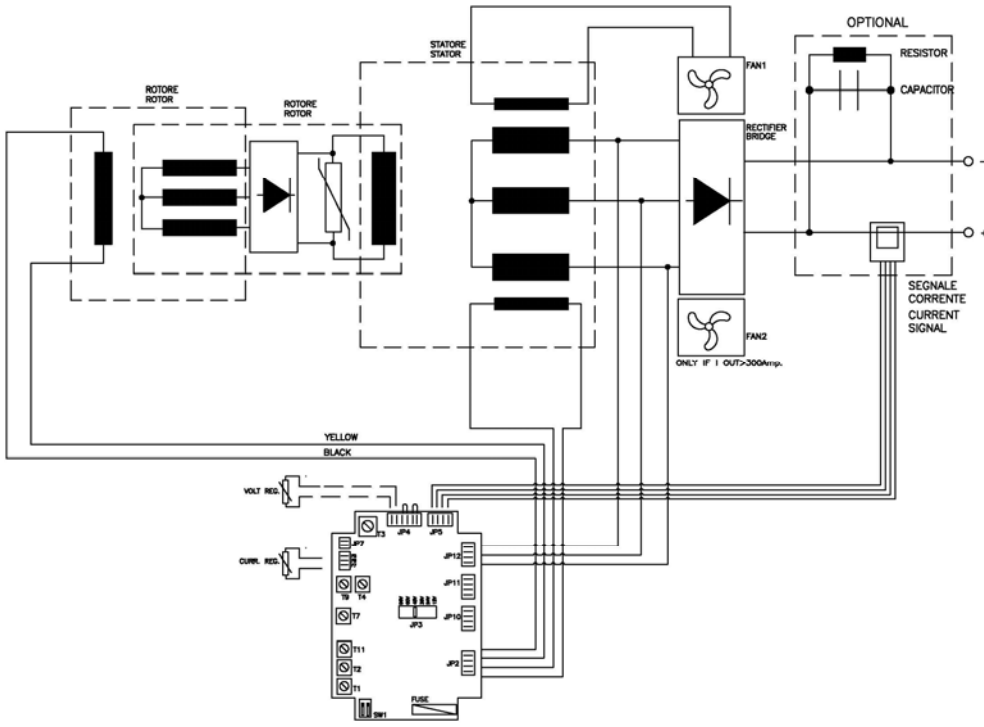 OPTIONAL
RESISTOR
CAPACITOR
STATORE
STATOR
FAN1
ROTORE
ROTOR
ROTORE
ROTOR
RECTIFIER
BRIDGE
-
+
SEGNALE
CORRENTE
CURRENT
SIGNAL
FAN2
ONLY IF I OUT>300Amp.
YELLOW
BLACK
VOLT REG.
T3
JP4
JP5
JP7
CURR. REG.
JP12
T9
T4
JP11
T7
JP3
JP10
T11
T2
JP2
T1
SW1
FUSE